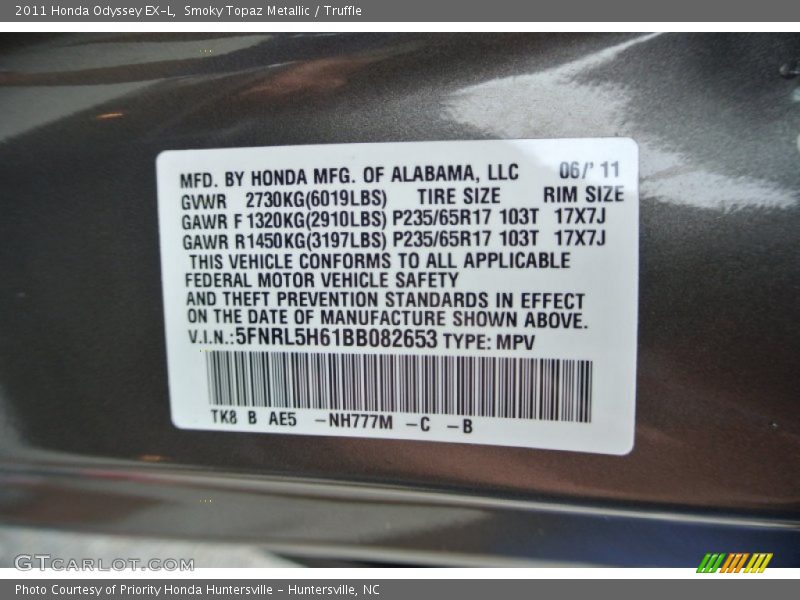 2011 Honda Odyssey EX-L, Smoky Topaz Metallic / Truffle
MFD. BY HONDA MFG. OF ALABAMA, LLC 06/' 11
GVWR 2730KG(6019LBS) TIRE SIZE RIM SIZE
GAWR F 1320KG(2910LBS) P235/65R17 103T 17X7J
GAWR R1450KG(3197LBS) P235/65R17 103T 17X7J
THIS VEHICLE CONFORMS TO ALL APPLICABLE
FEDERAL MOTOR VEHICLE SAFETY
AND THEFT PREVENTION STANDARDS IN EFFECT
ON THE DATE OF MANUFACTURE SHOWN ABOVE.
V.I.N.:5FNRL5H61BB082653 TYPE: MPV
TK8 B AE5 -NH777M -C -B
GTCARLOT.COM
Photo Courtesy of Priority Honda Huntersville - Huntersville, NC